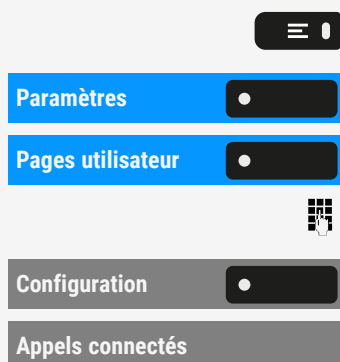 Paramètres
Pages utilisateur
Configuration
Appels connectés